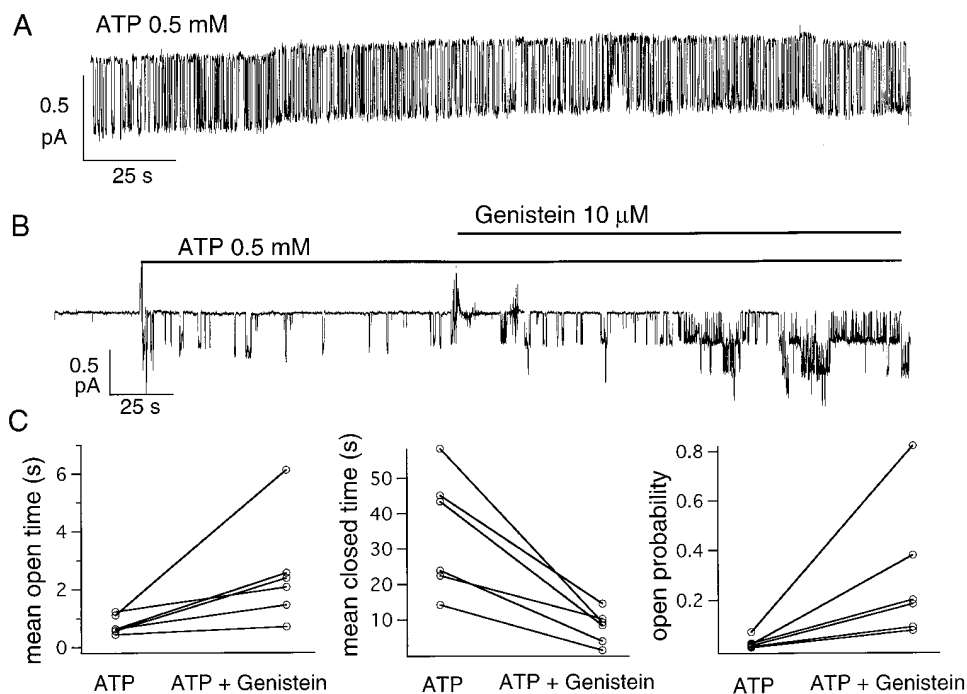 A
ATP 0.5 mM
0.5
pA
25 s
B
Genistein 10 μM
ATP 0.5 mM
0.5
pA
25 s
C
mean open time (s)
6
4
2
0
ATP
ATP + Genistein
mean closed time (s)
50
40
30
20
10
ATP
ATP + Genistein
open probability
0.8
0.6
0.4
0.2
ATP
ATP + Genistein